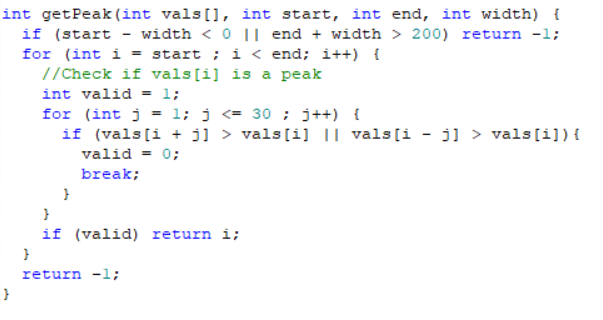 int getPeak(int vals[], int start, int end, int width) {
if (start - width < 0 || end + width > 200) return -1;
for (int i = start ; i < end; i++) {
//Check if vals[i] is a peak
int valid = 1;
for (int j = 1; j <= 30 ; j++) {
if (vals[i + j] > vals[i] || vals[i - j] > vals[i]){
valid = 0;
break;
}
}
if (valid) return i;
}
return -1;
}